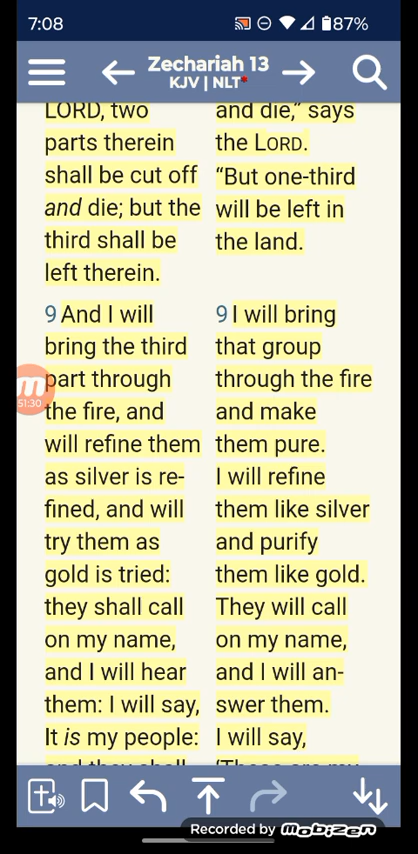 7:08
87%
Zechariah 13
KJV | NLT*
LORD, two
parts therein
shall be cut off
and die; but the
third shall be
left therein.
9 And I will
bring the third
part through
the fire, and
will refine them
as silver is re-
fined, and will
try them as
gold is tried:
they shall call
on my name,
and I will hear
them: I will say,
It is my people:
and they shall
and die,” says
the LORD.
“But one-third
will be left in
the land.
9 I will bring
that group
through the fire
and make
them pure.
I will refine
them like silver
and purify
them like gold.
They will call
on my name,
and I will an-
swer them.
I will say,
‘These are my
51:30
Recorded by mobizen